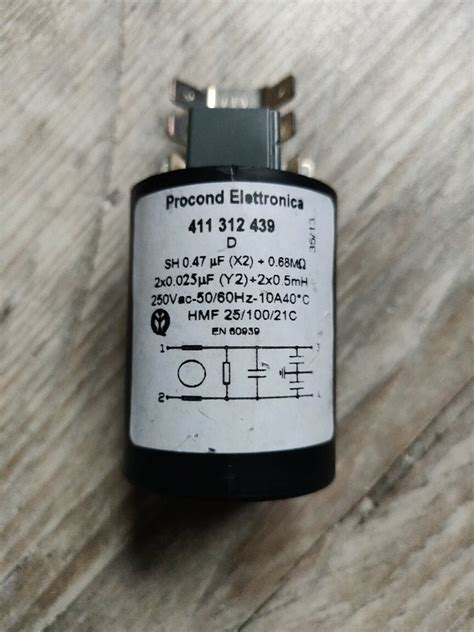 Procond Elettronica
411 312 439
D
35/13
SH 0.47 µF (X2) + 0.68MΩ
2x0.025µF (Y2)+2x0.5mH
250Vac-50/60Hz-10A40°C
HMF 25/100/21C
EN 60939
1 3
2